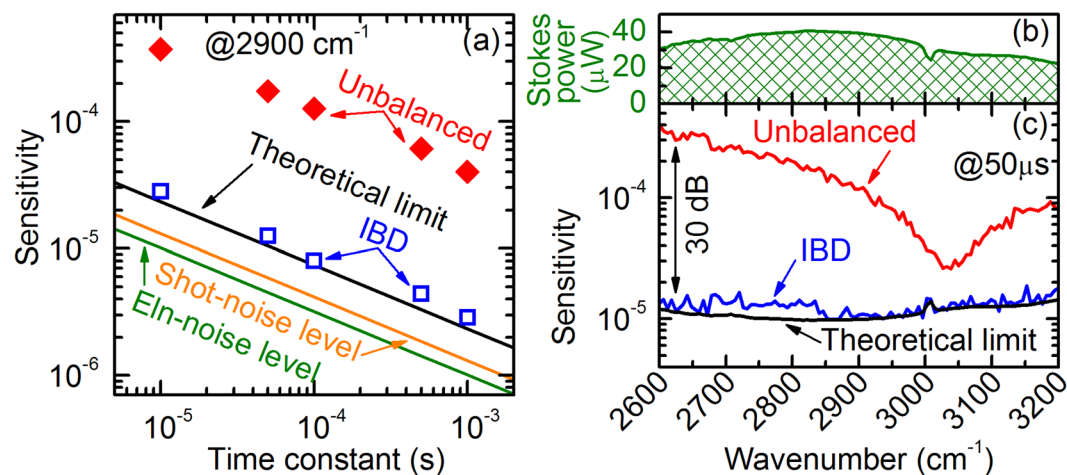 @2900 cm⁻¹
(a)
Unbalanced
Theoretical limit
IBD
Shot-noise level
Eln-noise level
Sensitivity
10⁻⁴
10⁻⁵
10⁻⁶
10⁻⁵
10⁻⁴
10⁻³
Time constant (s)
Stokes
power
(μW)
40
20
0
(b)
(c)
Unbalanced
@50μs
30 dB
IBD
Theoretical limit
Sensitivity
10⁻⁴
10⁻⁵
2600
2700
2800
2900
3000
3100
3200
Wavenumber (cm⁻¹)